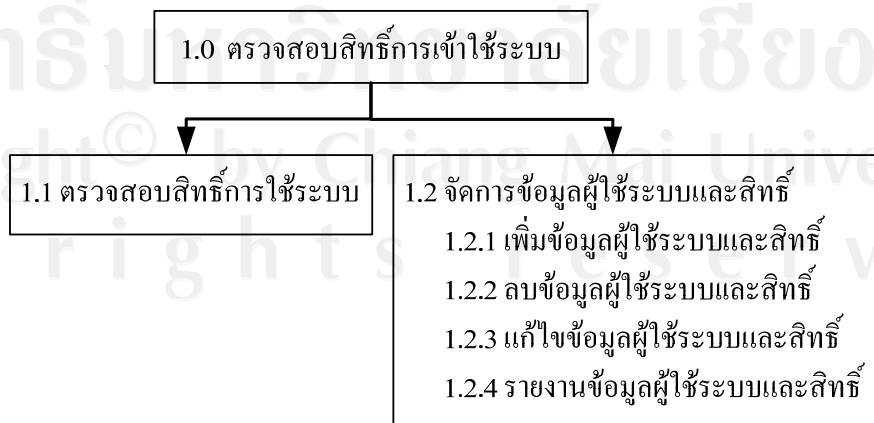 1.0 ตรวจสอบสิทธิ์การเข้าใช้ระบบ
1.1 ตรวจสอบสิทธิ์การใช้ระบบ
1.2 จัดการข้อมูลผู้ใช้ระบบและสิทธิ์
1.2.1 เพิ่มข้อมูลผู้ใช้ระบบและสิทธิ์
1.2.2 ลบข้อมูลผู้ใช้ระบบและสิทธิ์
1.2.3 แก้ไขข้อมูลผู้ใช้ระบบและสิทธิ์
1.2.4 รายงานข้อมูลผู้ใช้ระบบและสิทธิ์
by Chiang Mai
rights